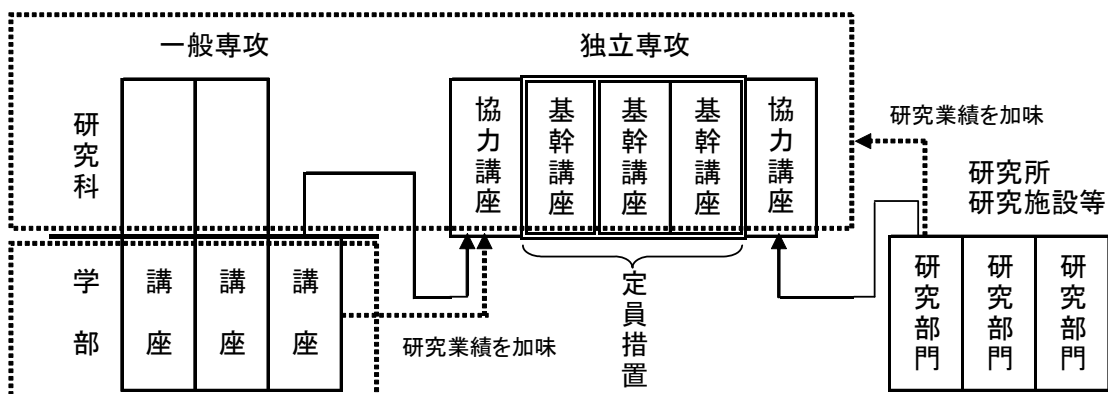 一般専攻
独立専攻
研究科
協力講座
基幹講座
基幹講座
基幹講座
協力講座
研究業績を加味
研究所
研究施設等
学部
講座
講座
講座
研究業績を加味
定員措置
研究部門
研究部門
研究部門